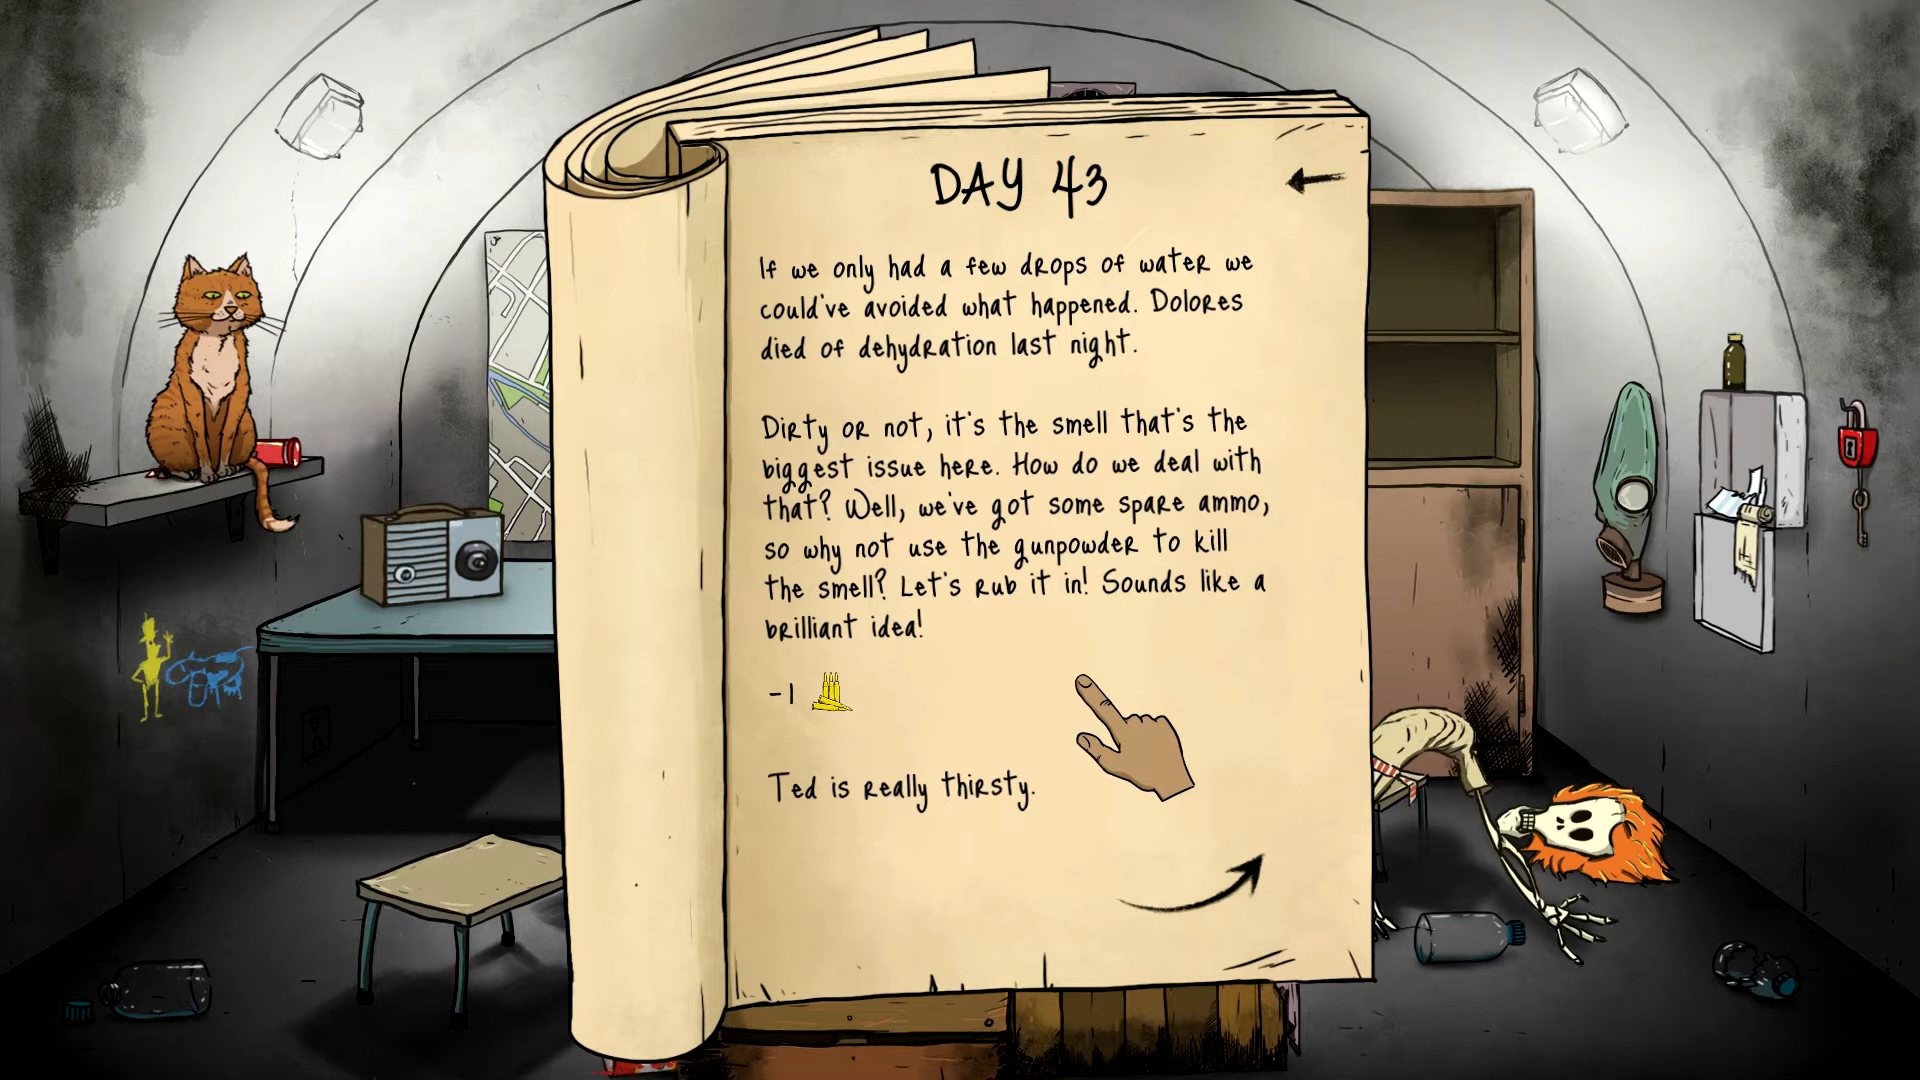 DAY 43
If we only had a few drops of water we
could've avoided what happened. Dolores
died of dehydration last night.
Dirty or not, it's the smell that's the
biggest issue here. How do we deal with
that? Well, we've got some spare ammo,
so why not use the gunpowder to kill
the smell? Let's rub it in! Sounds like a
brilliant idea!
-1
Ted is really thirsty.